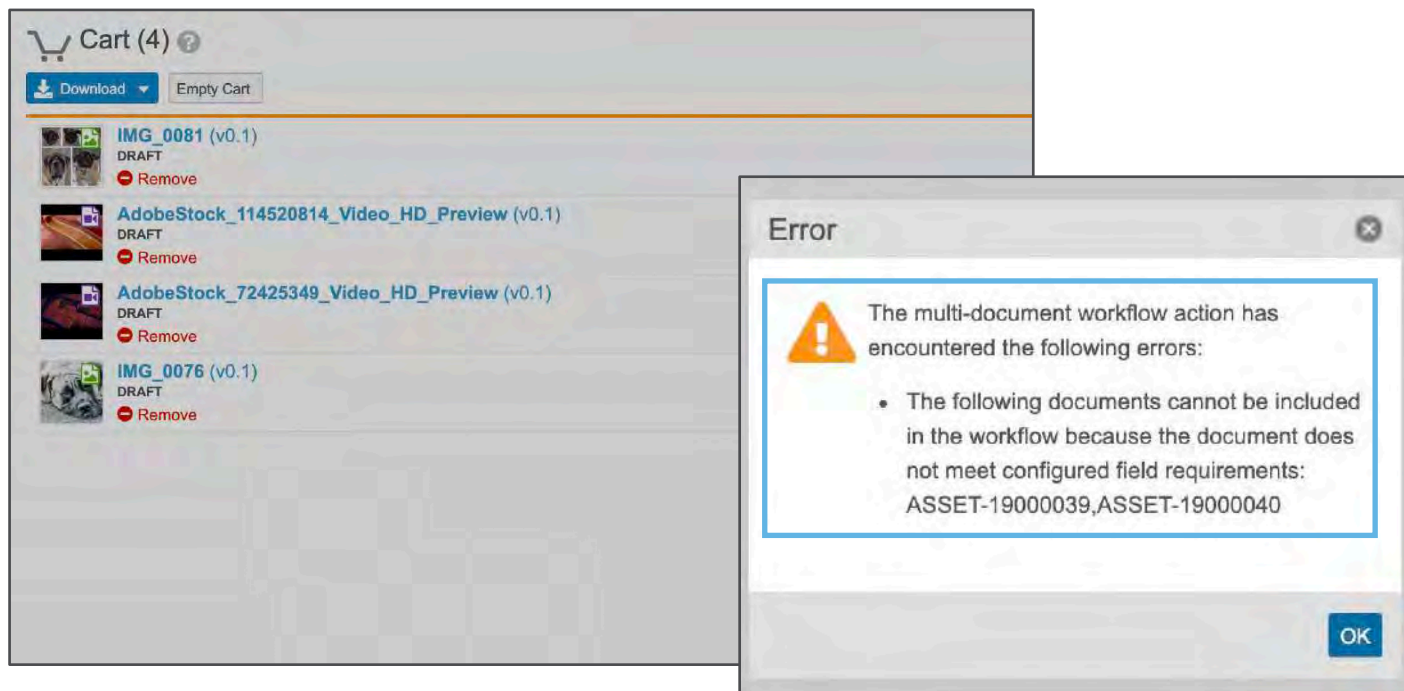 Cart (4) ?
Download Empty Cart
IMG_0081 (v0.1)
DRAFT
Remove
AdobeStock_114520814_Video_HD_Preview (v0.1)
DRAFT
Remove
AdobeStock_72425349_Video_HD_Preview (v0.1)
DRAFT
Remove
IMG_0076 (v0.1)
DRAFT
Remove
Error
The multi-document workflow action has
encountered the following errors:
• The following documents cannot be included
in the workflow because the document does
not meet configured field requirements:
ASSET-19000039,ASSET-19000040
OK